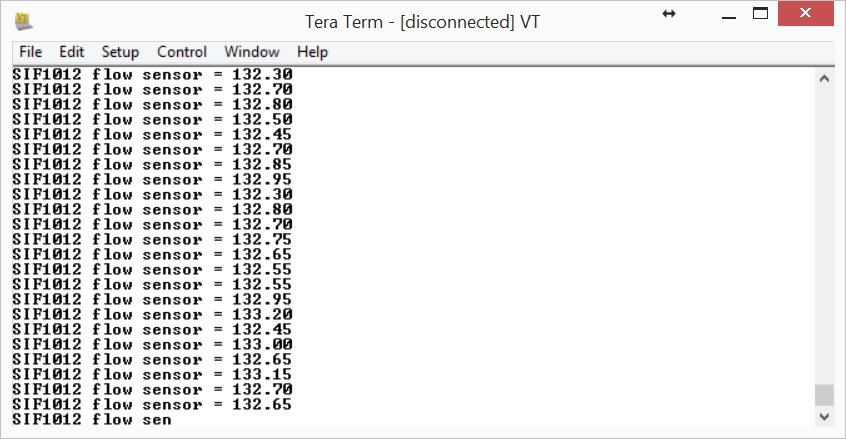 Tera Term - [disconnected] VT
File Edit Setup Control Window Help
SIF1012 flow sensor = 132.30
SIF1012 flow sensor = 132.70
SIF1012 flow sensor = 132.80
SIF1012 flow sensor = 132.50
SIF1012 flow sensor = 132.45
SIF1012 flow sensor = 132.70
SIF1012 flow sensor = 132.85
SIF1012 flow sensor = 132.95
SIF1012 flow sensor = 132.30
SIF1012 flow sensor = 132.80
SIF1012 flow sensor = 132.70
SIF1012 flow sensor = 132.75
SIF1012 flow sensor = 132.65
SIF1012 flow sensor = 132.55
SIF1012 flow sensor = 132.55
SIF1012 flow sensor = 132.95
SIF1012 flow sensor = 133.20
SIF1012 flow sensor = 132.45
SIF1012 flow sensor = 133.00
SIF1012 flow sensor = 132.65
SIF1012 flow sensor = 133.15
SIF1012 flow sensor = 132.70
SIF1012 flow sensor = 132.65
SIF1012 flow sen